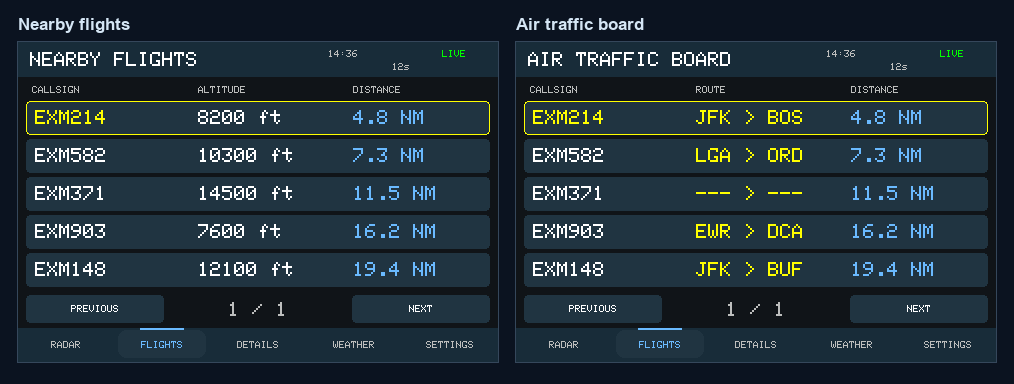 Nearby flights
NEARBY FLIGHTS 14:36 12s LIVE
CALLSIGN ALTITUDE DISTANCE
EXM214 8200 ft 4.8 NM
EXM582 10300 ft 7.3 NM
EXM371 14500 ft 11.5 NM
EXM903 7600 ft 16.2 NM
EXM148 12100 ft 19.4 NM
PREVIOUS 1 / 1 NEXT
RADAR FLIGHTS DETAILS WEATHER SETTINGS
Air traffic board
AIR TRAFFIC BOARD 14:36 12s LIVE
CALLSIGN ROUTE DISTANCE
EXM214 JFK > BOS 4.8 NM
EXM582 LGA > ORD 7.3 NM
EXM371 --- > --- 11.5 NM
EXM903 EWR > DCA 16.2 NM
EXM148 JFK > BUF 19.4 NM
PREVIOUS 1 / 1 NEXT
RADAR FLIGHTS DETAILS WEATHER SETTINGS